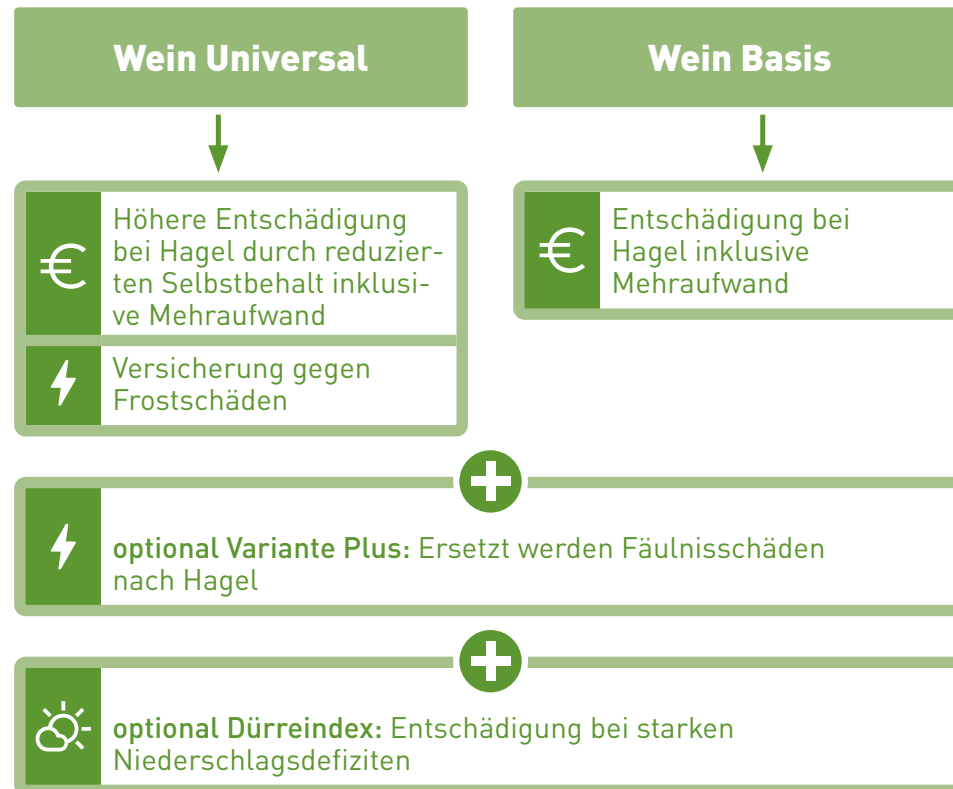 Wein Universal
Höhere Entschädigung
bei Hagel durch reduzier-
ten Selbstbehalt inklusi-
ve Mehraufwand
Versicherung gegen
Frostschäden
Wein Basis
Entschädigung bei
Hagel inklusive
Mehraufwand
optional Variante Plus: Ersetzt werden Fäulnisschäden
nach Hagel
optional Dürreindex: Entschädigung bei starken
Niederschlagsdefiziten